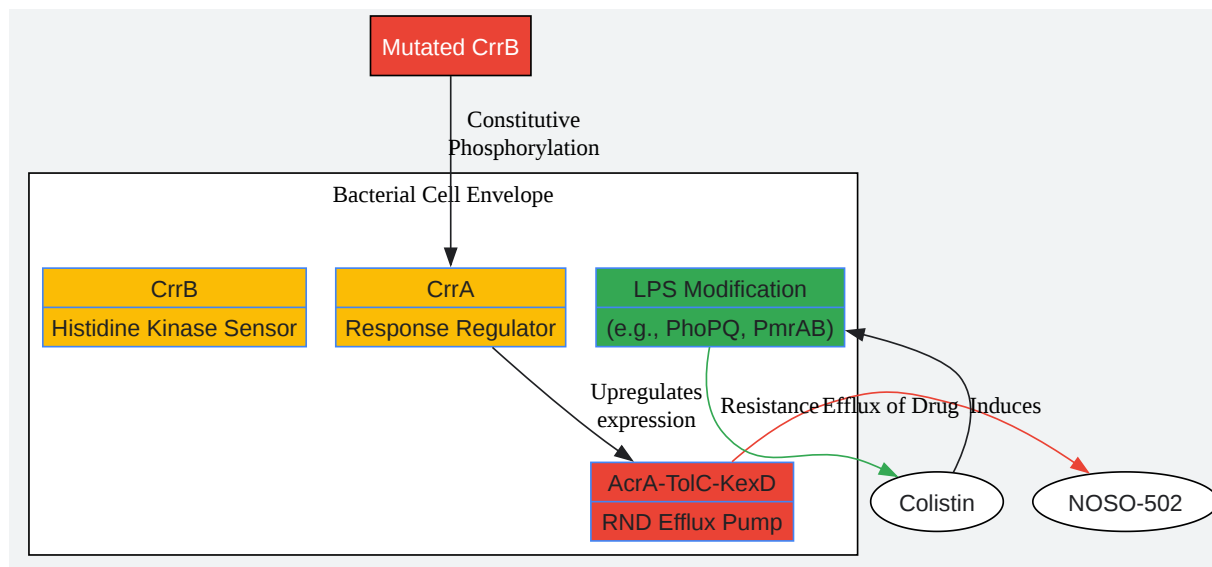 Mutated CrrB
Constitutive
Phosphorylation
Bacterial Cell Envelope
CrrB
Histidine Kinase Sensor
CrrA
Response Regulator
LPS Modification
(e.g., PhoPQ, PmrAB)
Upregulates
expression
Resistance
Efflux of Drug
Induces
AcrA-TolC-KexD
RND Efflux Pump
Colistin
NOSO-502